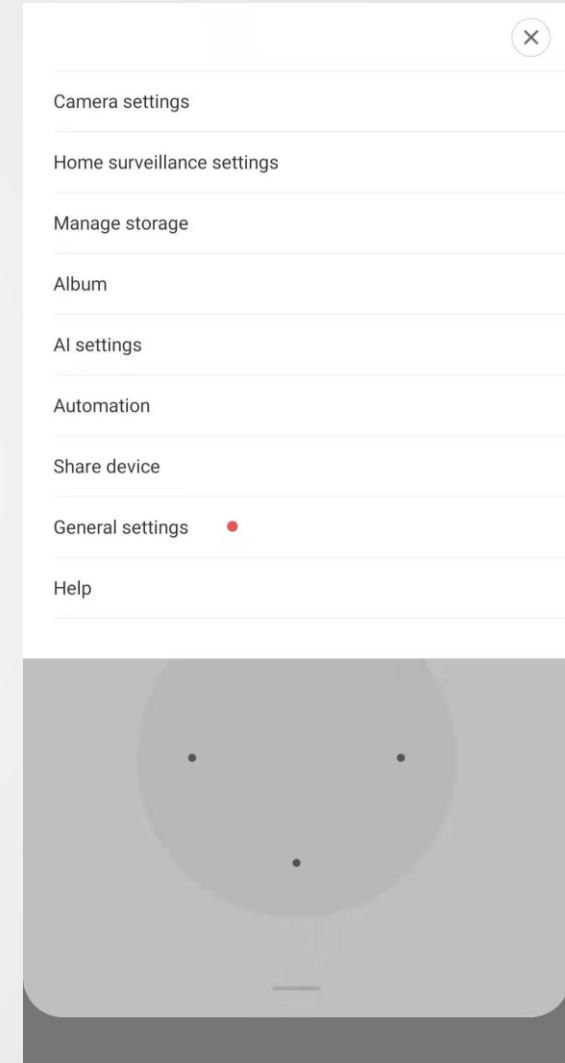 Camera settings
Home surveillance settings
Manage storage
Album
AI settings
Automation
Share device
General settings
Help